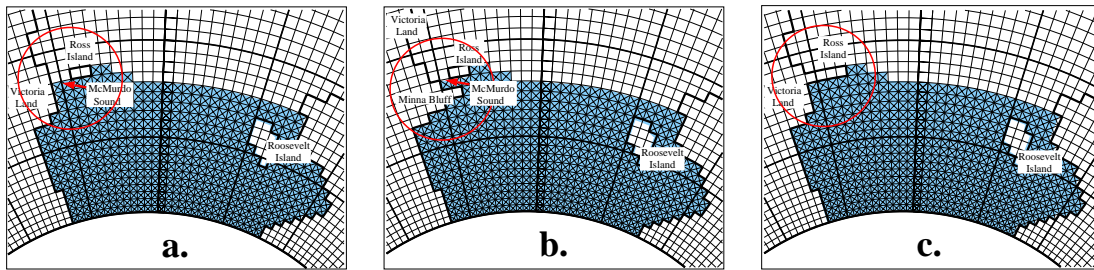 Ross
Island
McMurdo
Sound
Victoria
Land
Roosevelt
Island
a.
Victoria
Land
Ross
Island
McMurdo
Sound
Minna Bluff
Roosevelt
Island
b.
Ross
Island
Victoria
Land
Roosevelt
Island
c.